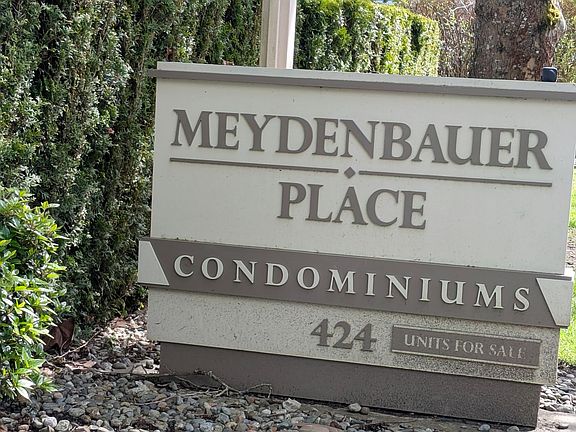 MEYDENBAUER
PLACE
CONDOMINIUMS
424 UNITS FOR SALE